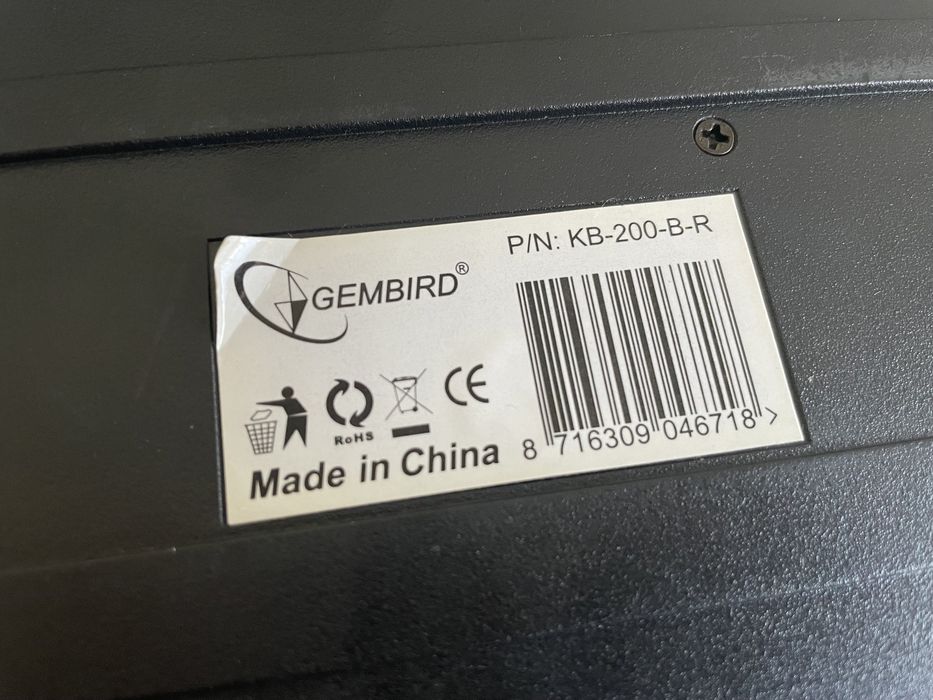 GEMBIRD®
P/N: KB-200-B-R
RoHS
CE
Made in China
8 716309 046718 >